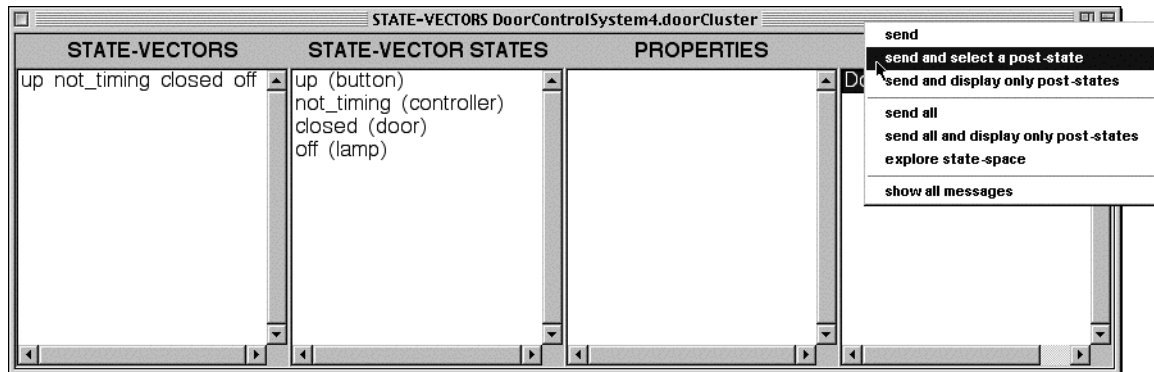 STATE-VECTORS DoorControlSystem4.doorCluster
STATE-VECTORS
STATE-VECTOR STATES
PROPERTIES
up not_timing closed off
up (button)
not_timing (controller)
closed (door)
off (lamp)
send
send and select a post-state
send and display only post-states
send all
send all and display only post-states
explore state-space
show all messages